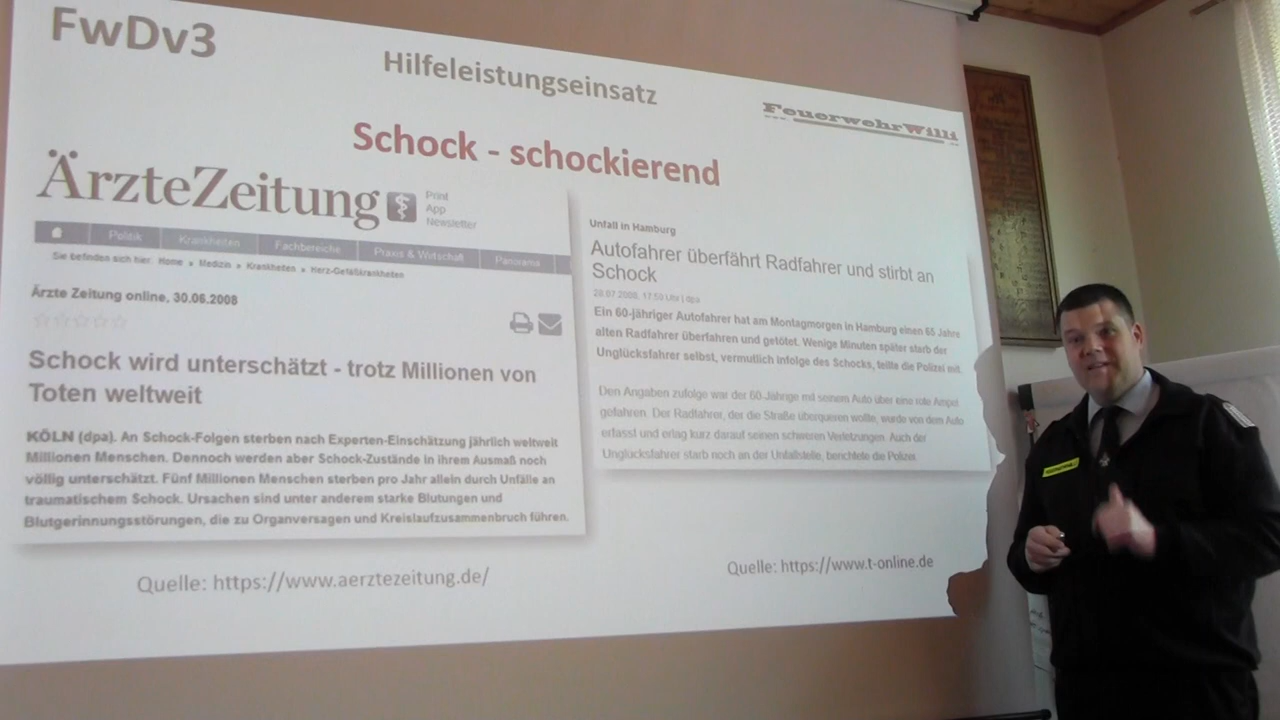 FwDv3
Hilfeleistungseinsatz
FeuerwehrWilli
Schock - schockierend
ÄrzteZeitung
Print
App
Newsletter
Politik Krankheiten Fachbereiche Praxis & Wirtschaft Panorama
Sie befinden sich hier: Home » Medizin » Krankheiten » Herz-Gefäßkrankheiten
Ärzte Zeitung online, 30.06.2008
Schock wird unterschätzt - trotz Millionen von
Toten weltweit
KÖLN (dpa). An Schock-Folgen sterben nach Experten-Einschätzung jährlich weltweit
Millionen Menschen. Dennoch werden aber Schock-Zustände in ihrem Ausmaß noch
völlig unterschätzt. Fünf Millionen Menschen sterben pro Jahr allein durch Unfälle an
traumatischem Schock. Ursachen sind unter anderem starke Blutungen und
Blutgerinnungsstörungen, die zu Organversagen und Kreislaufzusammenbruch führen.
Quelle: https://www.aerztezeitung.de/
Unfall in Hamburg
Autofahrer überfährt Radfahrer und stirbt an
Schock
28.07.2008, 17:59 Uhr | dpa
Ein 60-jähriger Autofahrer hat am Montagmorgen in Hamburg einen 65 Jahre
alten Radfahrer überfahren und getötet. Wenige Minuten später starb der
Unglücksfahrer selbst, vermutlich infolge des Schocks, teilte die Polizei mit.
Den Angaben zufolge war der 60-Jährige mit seinem Auto über eine rote Ampel
gefahren. Der Radfahrer, der die Straße überqueren wollte, wurde von dem Auto
erfasst und erlag kurz darauf seinen schweren Verletzungen. Auch der
Unglücksfahrer starb noch an der Unfallstelle, berichtete die Polizei.
Quelle: https://www.t-online.de